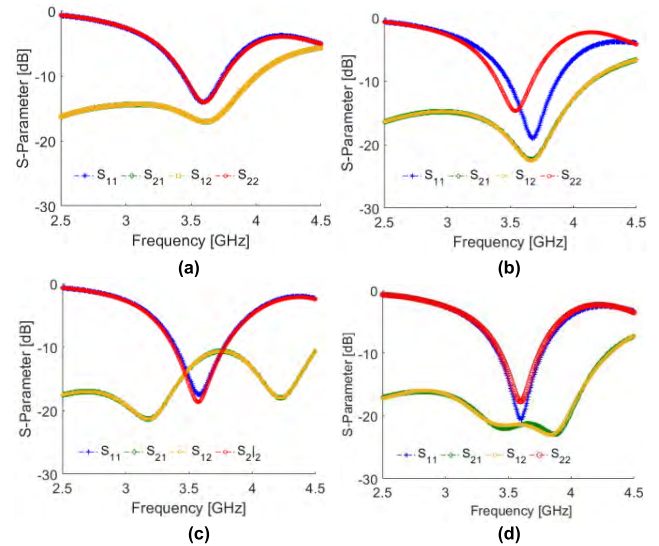 0
-10
-20
-30
S-Parameter [dB]
S11 S21 S12 S22
2.5 3 3.5 4 4.5
Frequency [GHz]
(a)
0
-10
-20
-30
S-Parameter [dB]
S11 S21 S12 S22
2.5 3 3.5 4 4.5
Frequency [GHz]
(b)
0
-10
-20
-30
S-Parameter [dB]
S11 S21 S12 S2|2
2.5 3 3.5 4 4.5
Frequency [GHz]
(c)
0
-10
-20
-30
S-Parameter [dB]
S11 S21 S12 S22
2.5 3 3.5 4 4.5
Frequency [GHz]
(d)